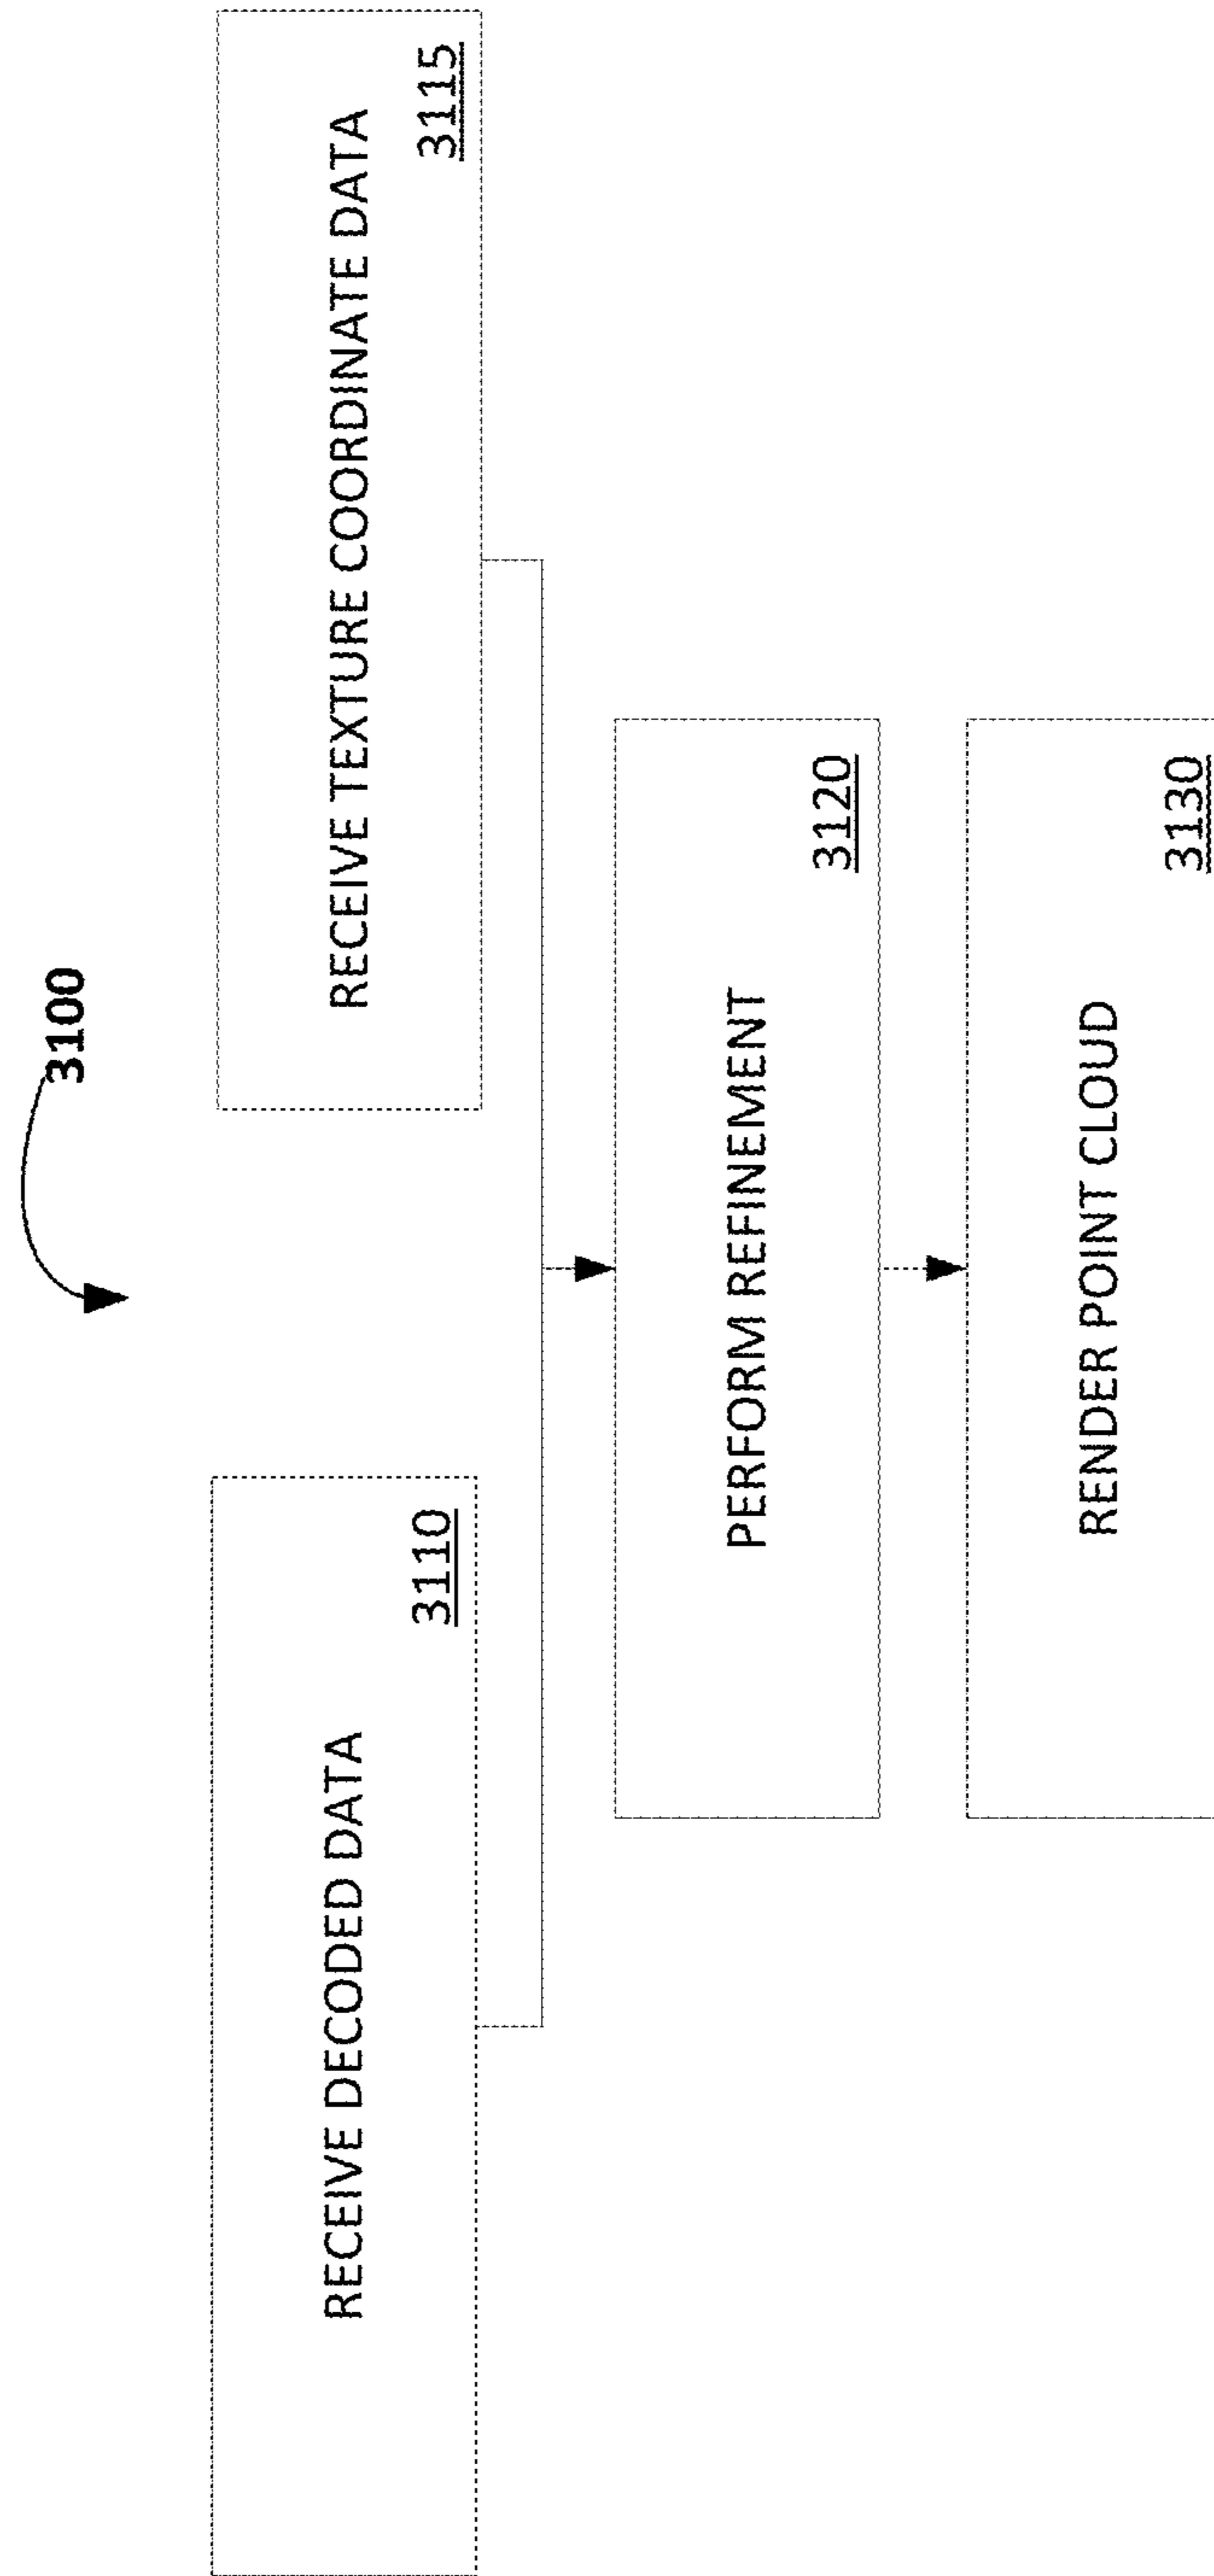 3100
RECEIVE DECODED DATA
3110
RECEIVE TEXTURE COORDINATE DATA
3115
PERFORM REFINEMENT
3120
RENDER POINT CLOUD
3130